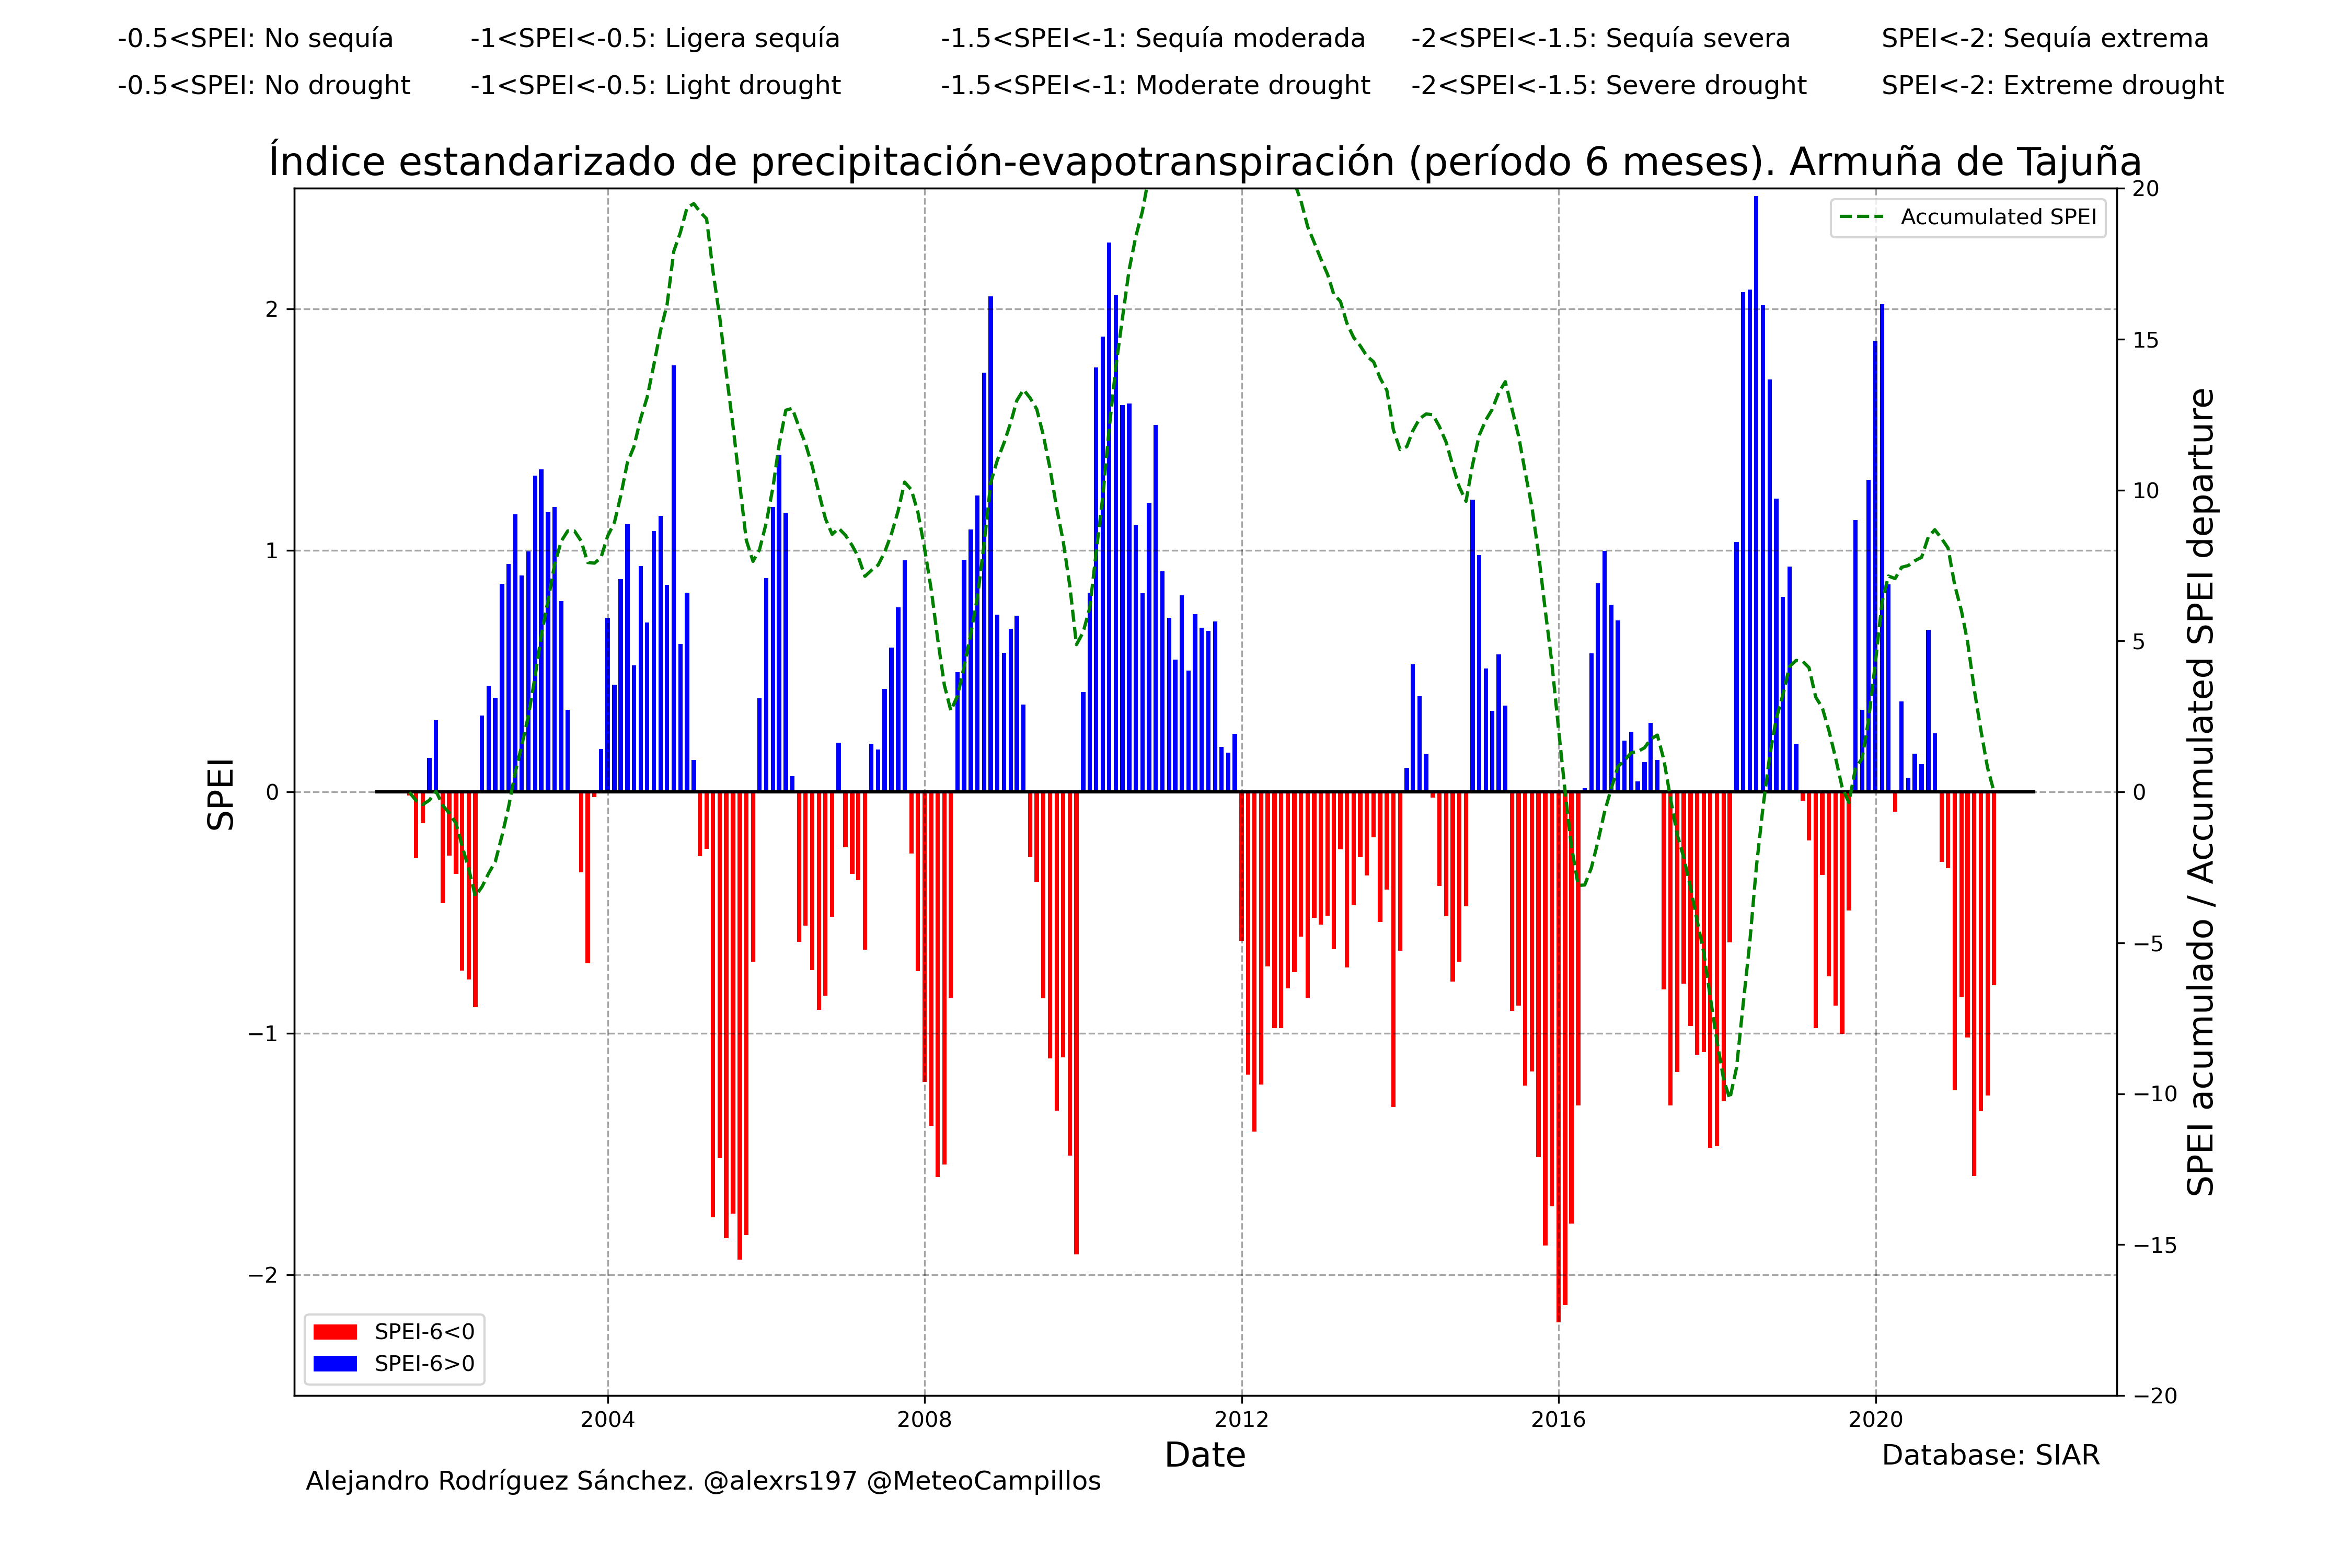 -0.5<SPEI: No sequía -1<SPEI<-0.5: Ligera sequía -1.5<SPEI<-1: Sequía moderada -2<SPEI<-1.5: Sequía severa SPEI<-2: Sequía extrema
-0.5<SPEI: No drought -1<SPEI<-0.5: Light drought -1.5<SPEI<-1: Moderate drought -2<SPEI<-1.5: Severe drought SPEI<-2: Extreme drought
Índice estandarizado de precipitación-evapotranspiración (período 6 meses). Armuña de Tajuña
Accumulated SPEI
SPEI
2
1
0
−1
−2
20
15
10
5
0
−5
−10
−15
−20
SPEI acumulado / Accumulated SPEI departure
SPEI-6<0
SPEI-6>0
2004 2008 2012 2016 2020
Date
Database: SIAR
Alejandro Rodríguez Sánchez. @alexrs197 @MeteoCampillos